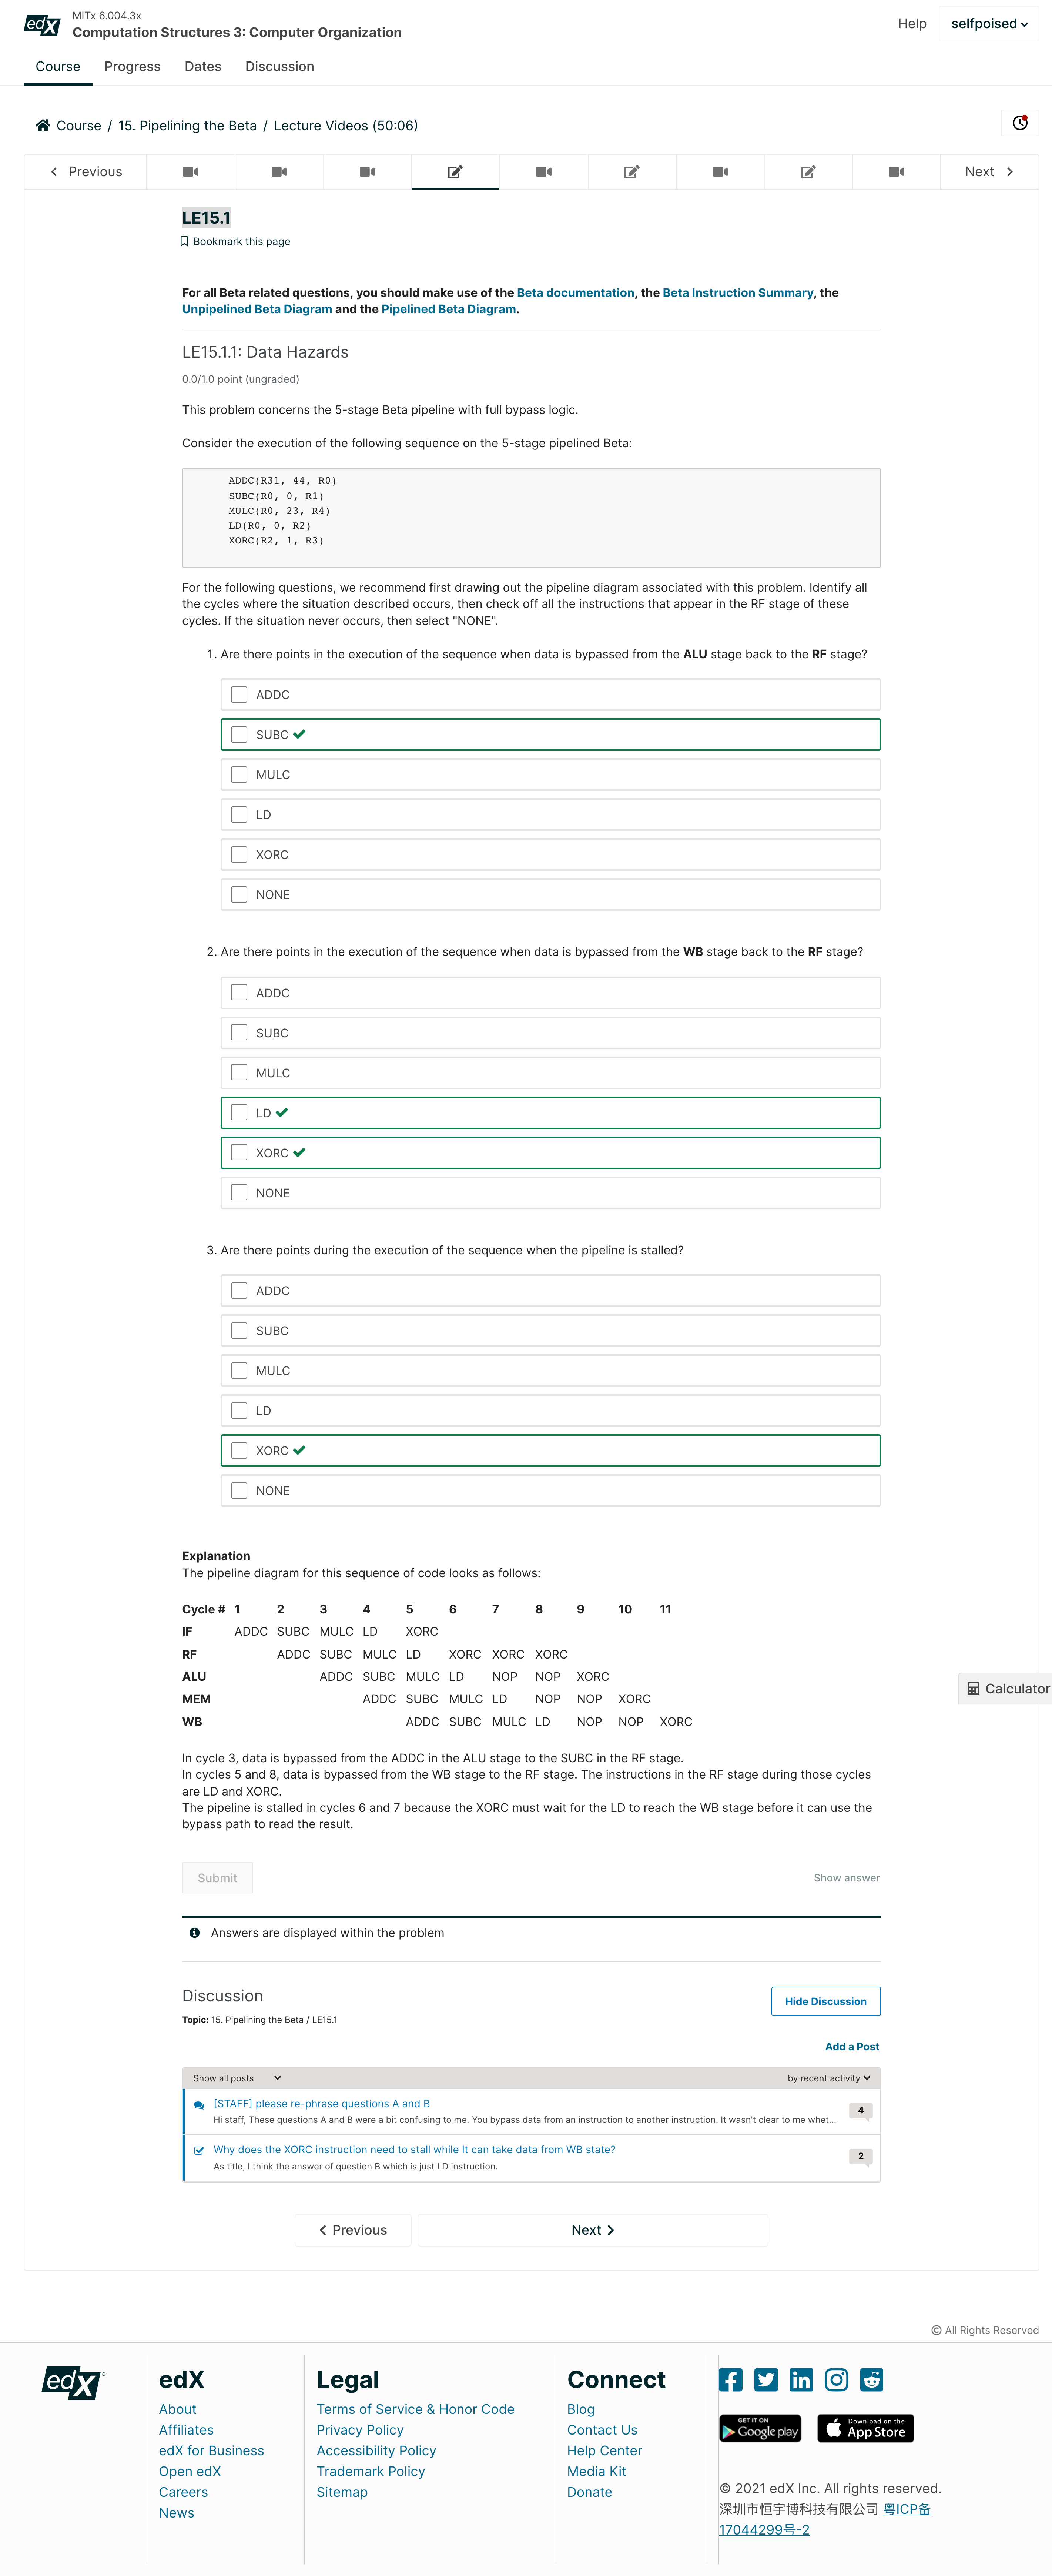 edX
MITx 6.004.3x
Computation Structures 3: Computer Organization
Help
selfpoised
Course
Progress
Dates
Discussion
Course / 15. Pipelining the Beta / Lecture Videos (50:06)
Previous
Next
LE15.1
Bookmark this page
For all Beta related questions, you should make use of the Beta documentation, the Beta Instruction Summary, the
Unpipelined Beta Diagram and the Pipelined Beta Diagram.
LE15.1.1: Data Hazards
0.0/1.0 point (ungraded)
This problem concerns the 5-stage Beta pipeline with full bypass logic.
Consider the execution of the following sequence on the 5-stage pipelined Beta:
ADDC(R31, 44, R0)
SUBC(R0, 0, R1)
MULC(R0, 23, R4)
LD(R0, 0, R2)
XORC(R2, 1, R3)
For the following questions, we recommend first drawing out the pipeline diagram associated with this problem. Identify all
the cycles where the situation described occurs, then check off all the instructions that appear in the RF stage of these
cycles. If the situation never occurs, then select "NONE".
1. Are there points in the execution of the sequence when data is bypassed from the ALU stage back to the RF stage?
ADDC
SUBC
MULC
LD
XORC
NONE
2. Are there points in the execution of the sequence when data is bypassed from the WB stage back to the RF stage?
ADDC
SUBC
MULC
LD
XORC
NONE
3. Are there points during the execution of the sequence when the pipeline is stalled?
ADDC
SUBC
MULC
LD
XORC
NONE
Explanation
The pipeline diagram for this sequence of code looks as follows:
Cycle # 1 2 3 4 5 6 7 8 9 10 11
IF ADDC SUBC MULC LD XORC
RF ADDC SUBC MULC LD XORC XORC XORC
ALU ADDC SUBC MULC LD NOP NOP XORC
MEM ADDC SUBC MULC LD NOP NOP XORC
WB ADDC SUBC MULC LD NOP NOP XORC
Calculator
In cycle 3, data is bypassed from the ADDC in the ALU stage to the SUBC in the RF stage.
In cycles 5 and 8, data is bypassed from the WB stage to the RF stage. The instructions in the RF stage during those cycles
are LD and XORC.
The pipeline is stalled in cycles 6 and 7 because the XORC must wait for the LD to reach the WB stage before it can use the
bypass path to read the result.
Submit
Show answer
Answers are displayed within the problem
Discussion
Hide Discussion
Topic: 15. Pipelining the Beta / LE15.1
Add a Post
Show all posts
by recent activity
[STAFF] please re-phrase questions A and B
Hi staff, These questions A and B were a bit confusing to me. You bypass data from an instruction to another instruction. It wasn't clear to me whet...
4
Why does the XORC instruction need to stall while It can take data from WB state?
As title, I think the answer of question B which is just LD instruction.
2
Previous
Next
© All Rights Reserved
edX
edX
About
Affiliates
edX for Business
Open edX
Careers
News
Legal
Terms of Service & Honor Code
Privacy Policy
Accessibility Policy
Trademark Policy
Sitemap
Connect
Blog
Contact Us
Help Center
Media Kit
Donate
GET IT ON
Google play
Download on the
App Store
© 2021 edX Inc. All rights reserved.
深圳市恒宇博科技有限公司 粤ICP备
17044299号-2